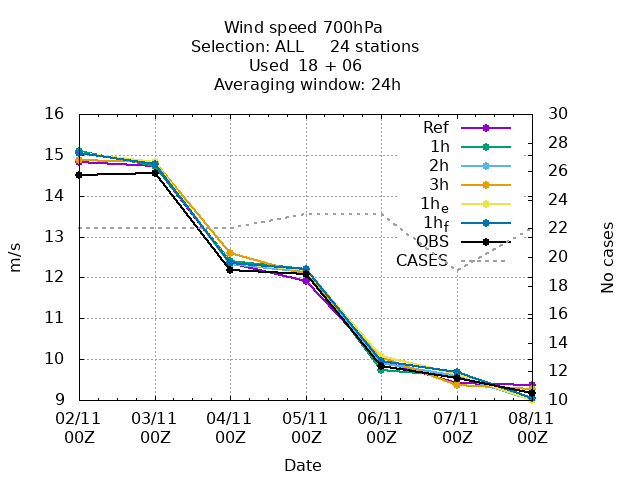 Wind speed 700hPa
Selection: ALL     24 stations
Used  18 + 06
Averaging window: 24h
16
15
14
13
12
11
10
9
m/s
30
28
26
24
22
20
18
16
14
12
10
No cases
Ref
1h
2h
3h
1he
1hf
OBS
CASES
02/11 03/11 04/11 05/11 06/11 07/11 08/11
00Z 00Z 00Z 00Z 00Z 00Z 00Z
Date